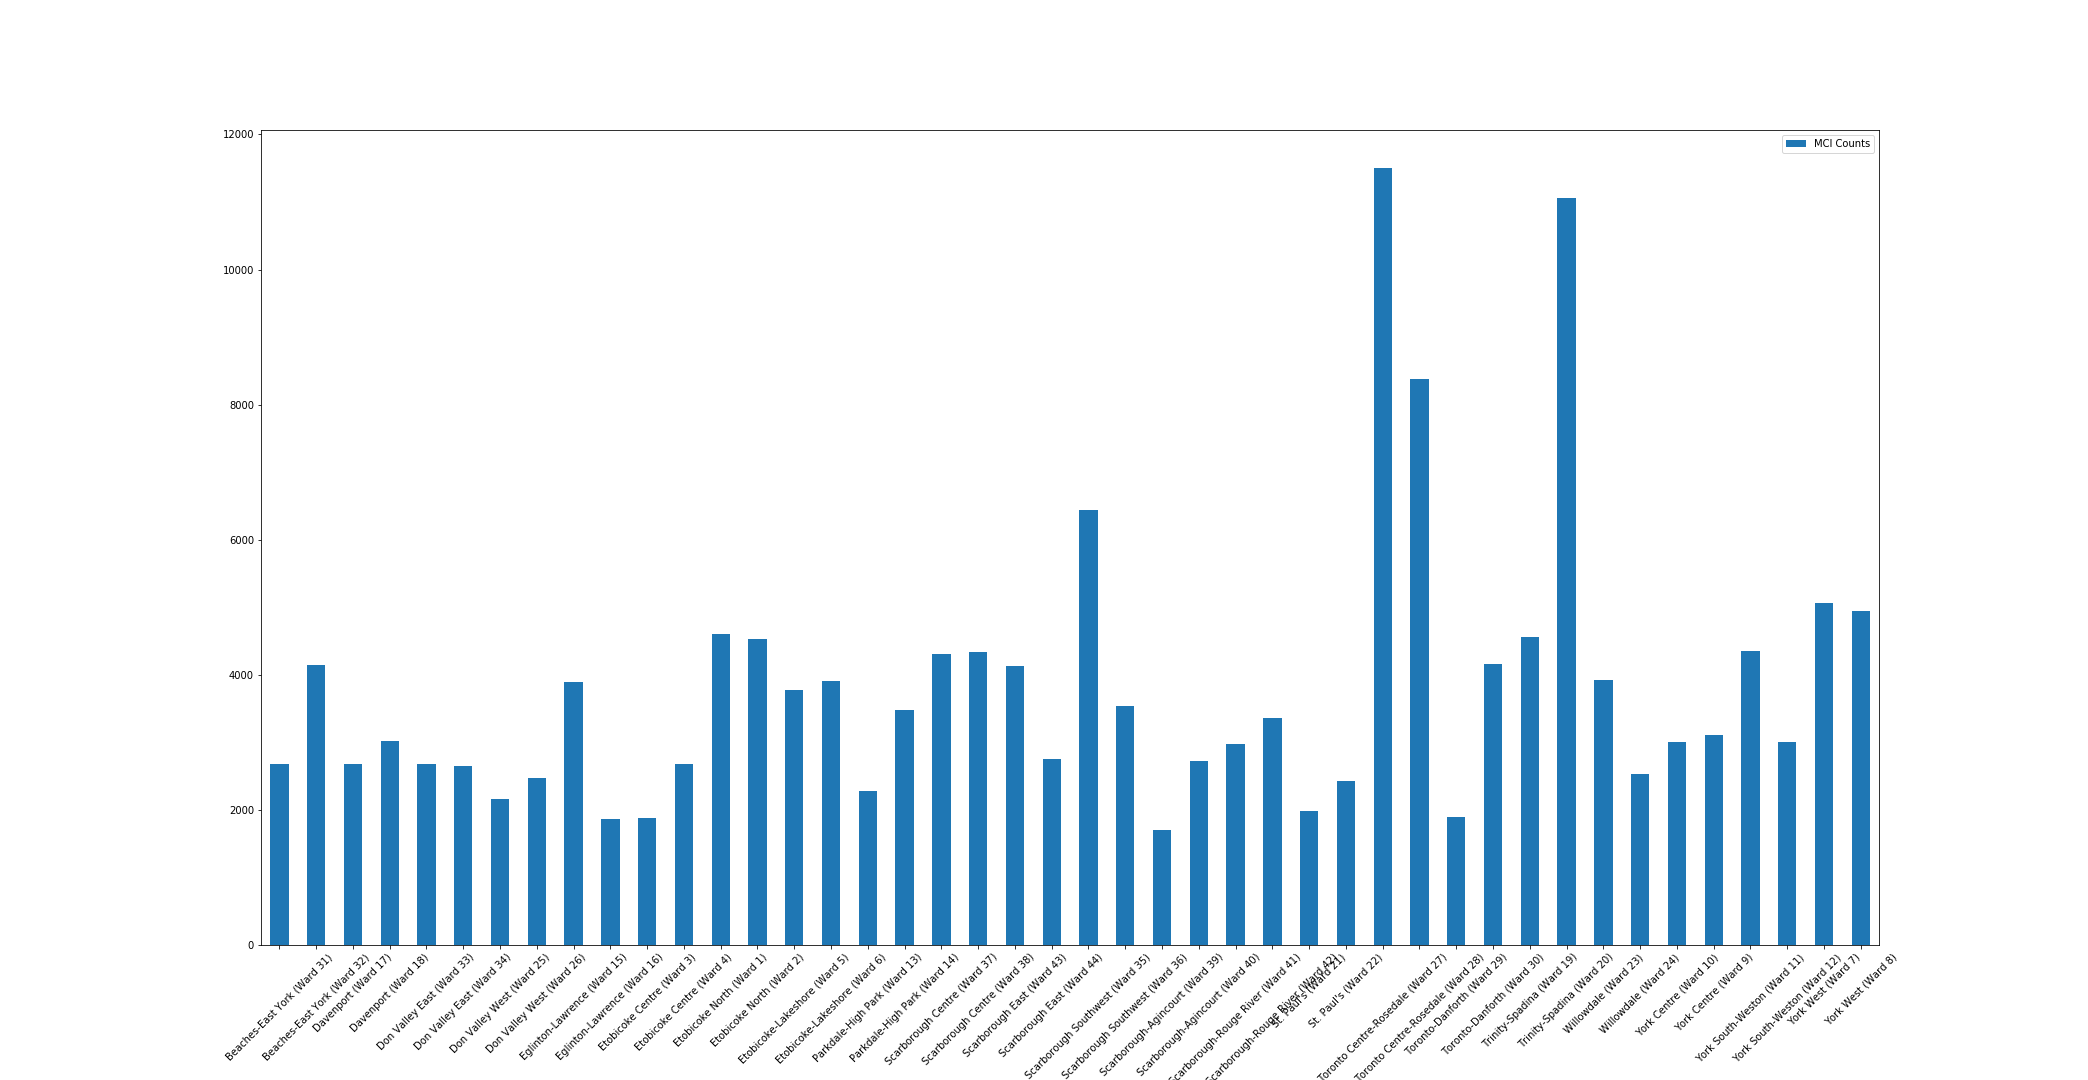 MCI Counts
12000
10000
8000
6000
4000
2000
0
Beaches-East York (Ward 31)
Beaches-East York (Ward 32)
Davenport (Ward 17)
Davenport (Ward 18)
Don Valley East (Ward 33)
Don Valley East (Ward 34)
Don Valley West (Ward 25)
Don Valley West (Ward 26)
Eglinton-Lawrence (Ward 15)
Eglinton-Lawrence (Ward 16)
Etobicoke Centre (Ward 3)
Etobicoke Centre (Ward 4)
Etobicoke North (Ward 1)
Etobicoke North (Ward 2)
Etobicoke-Lakeshore (Ward 5)
Etobicoke-Lakeshore (Ward 6)
Parkdale-High Park (Ward 13)
Parkdale-High Park (Ward 14)
Scarborough Centre (Ward 37)
Scarborough Centre (Ward 38)
Scarborough East (Ward 43)
Scarborough East (Ward 44)
Scarborough Southwest (Ward 35)
Scarborough Southwest (Ward 36)
Scarborough-Agincourt (Ward 39)
Scarborough-Agincourt (Ward 40)
Scarborough-Rouge River (Ward 41)
Scarborough-Rouge River (Ward 42)
St. Paul's (Ward 21)
St. Paul's (Ward 22)
Toronto Centre-Rosedale (Ward 27)
Toronto Centre-Rosedale (Ward 28)
Toronto-Danforth (Ward 29)
Toronto-Danforth (Ward 30)
Trinity-Spadina (Ward 19)
Trinity-Spadina (Ward 20)
Willowdale (Ward 23)
Willowdale (Ward 24)
York Centre (Ward 10)
York Centre (Ward 9)
York South-Weston (Ward 11)
York South-Weston (Ward 12)
York West (Ward 7)
York West (Ward 8)